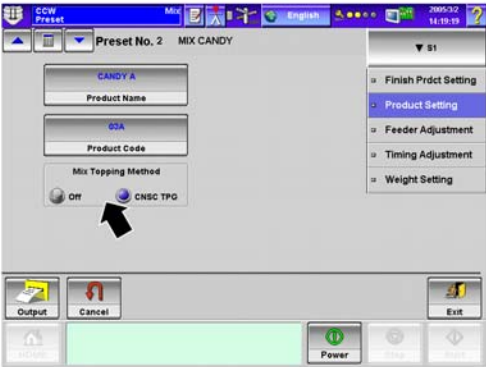 CCW Mix
Preset
English
2005/3/2
14:19:19
?
Preset No. 2 MIX CANDY
▼ S1
CANDY A
Product Name
03A
Product Code
Mix Topping Method
Off CNSC TPG
Finish Prdct Setting
Product Setting
Feeder Adjustment
Timing Adjustment
Weight Setting
Output
Cancel
Exit
HOME
Power
Stop
Start